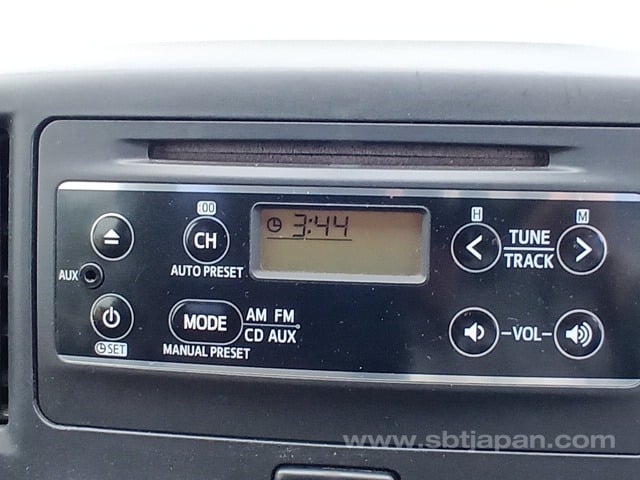 :00
H
M
3:44
CH
TUNE
TRACK
AUX
AUTO PRESET
MODE
AM FM
CD AUX
-VOL-
SET
MANUAL PRESET
www.sbtjapan.com